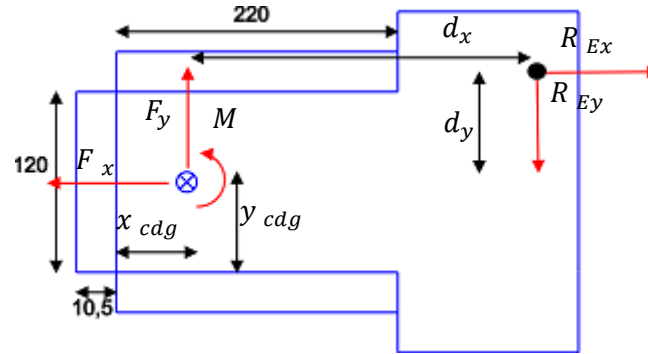 220
d_x
R_Ex
F_y
M
R_Ey
d_y
120
F_x
x_cdg
y_cdg
10,5